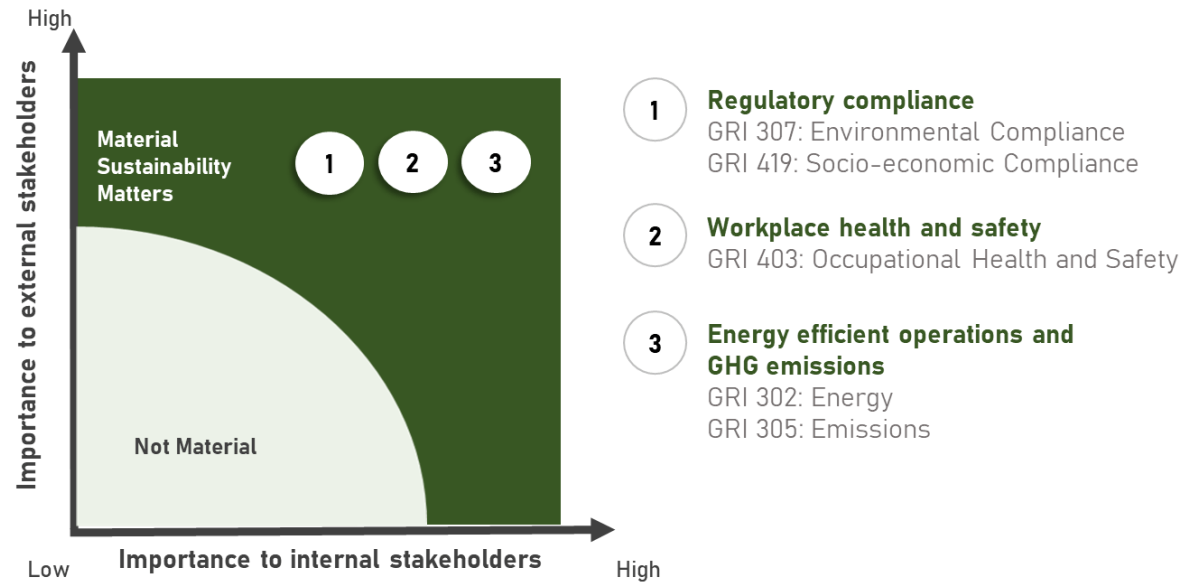 High
Importance to external stakeholders
Material
Sustainability
Matters
1
2
3
Not Material
Low
Importance to internal stakeholders
High
1
Regulatory compliance
GRI 307: Environmental Compliance
GRI 419: Socio-economic Compliance
2
Workplace health and safety
GRI 403: Occupational Health and Safety
3
Energy efficient operations and
GHG emissions
GRI 302: Energy
GRI 305: Emissions